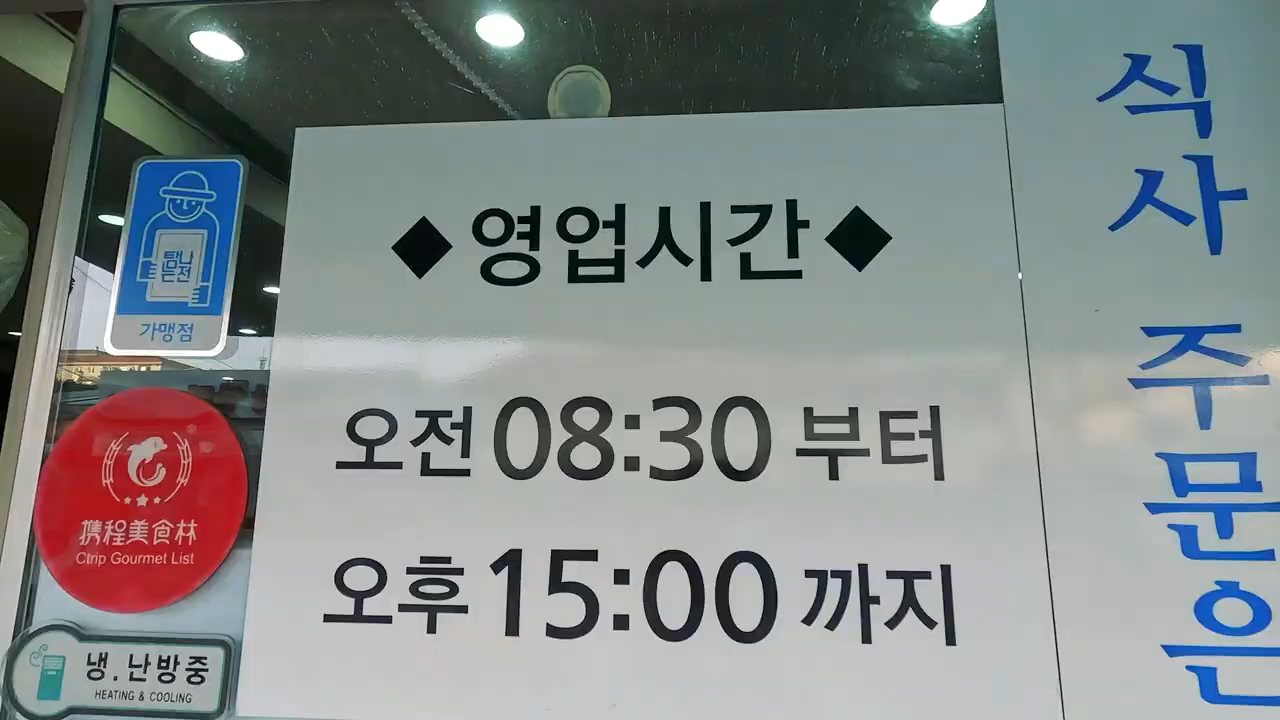 ◆영업시간◆
오전 08:30 부터
오후 15:00 까지
식사 주문은
탐나
는전
가맹점
携程美食林
Ctrip Gourmet List
냉.난방중
HEATING & COOLING